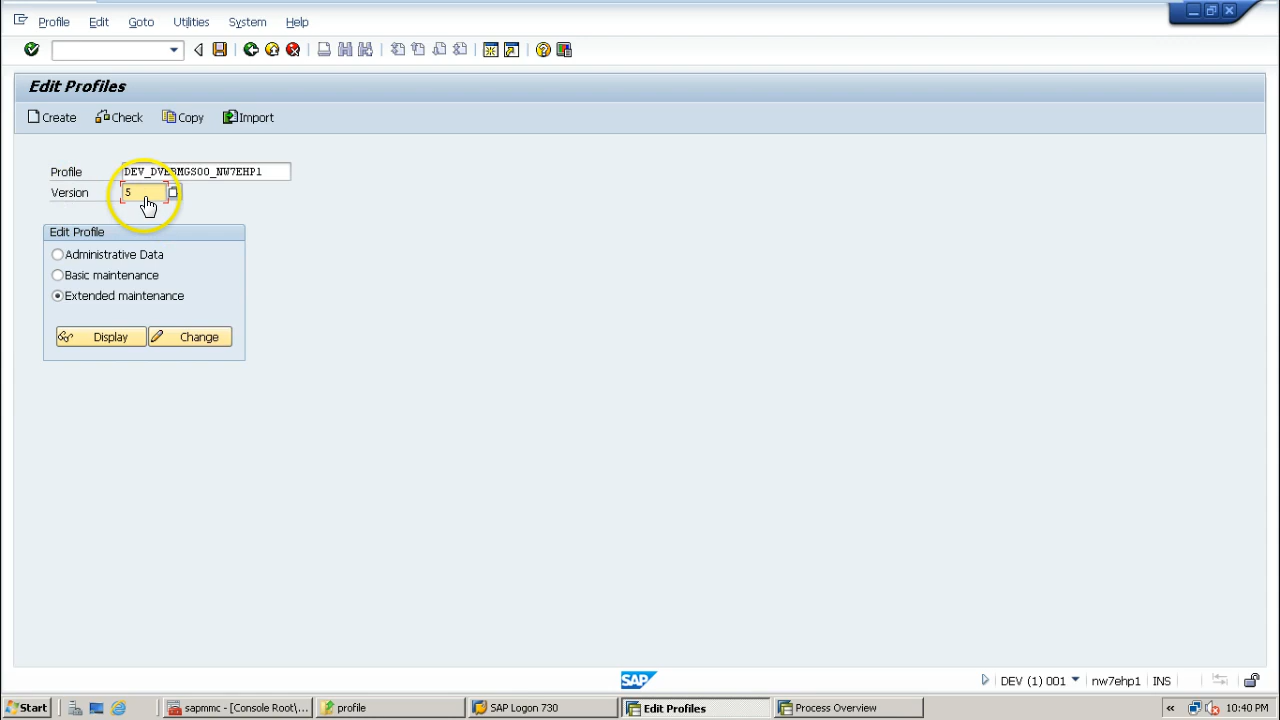 Profile Edit Goto Utilities System Help
Edit Profiles
Create Check Copy Import
Profile DEV_DVEBMGS00_NW7EHP1
Version 5
Edit Profile
Administrative Data
Basic maintenance
Extended maintenance
Display Change
SAP DEV (1) 001 nw7ehp1 INS
Start sapmmc - [Console Root\... profile SAP Logon 730 Edit Profiles Process Overview « 10:40 PM